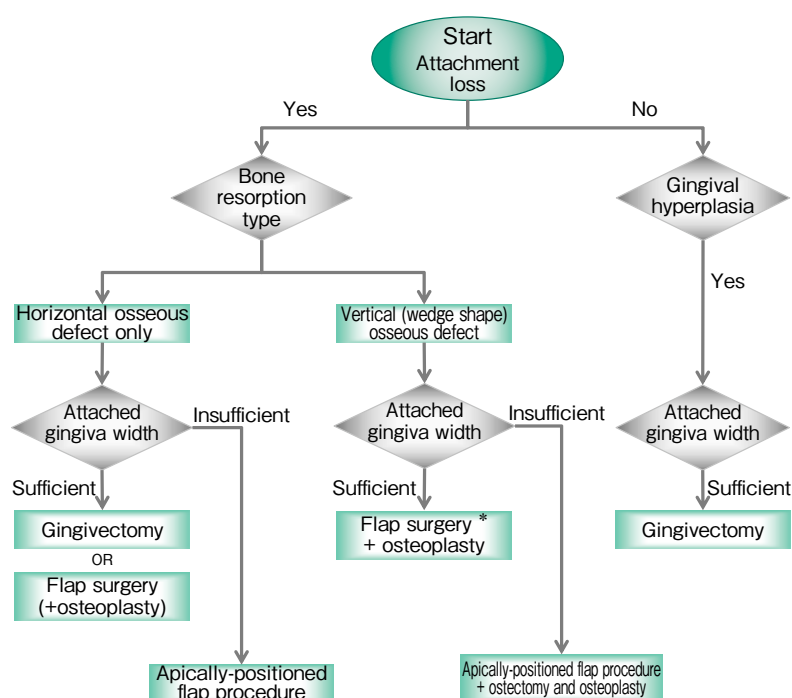 Start
Attachment
loss
Yes
No
Bone
resorption
type
Gingival
hyperplasia
Yes
Horizontal osseous
defect only
Vertical (wedge shape)
osseous defect
Attached
gingiva width
Insufficient
Attached
gingiva width
Insufficient
Attached
gingiva width
Sufficient
Sufficient
Sufficient
Gingivectomy
OR
Flap surgery
(+osteoplasty)
Flap surgery *
+ osteoplasty
Gingivectomy
Apically-positioned
flap procedure
Apically-positioned flap procedure
+ ostectomy and osteoplasty